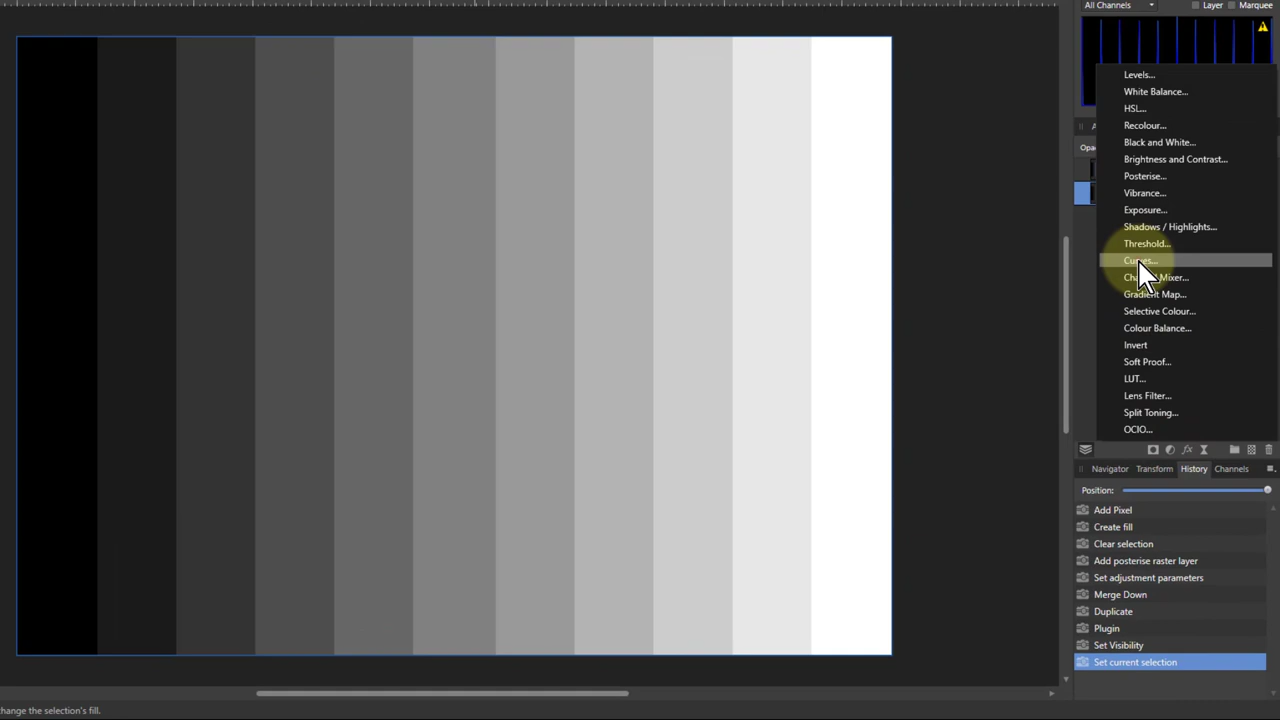 All Channels
Layer
Marquee
Levels...
White Balance...
HSL...
Recolour...
Black and White...
Brightness and Contrast...
Posterise...
Vibrance...
Exposure...
Shadows / Highlights...
Threshold...
Mixer...
Gradient Map...
Selective Colour...
Colour Balance...
Invert
Soft Proof...
LUT...
Lens Filter...
Split Toning...
OCIO...
Navigator
Transform
History
Channels
Position:
Add Pixel
Create fill
Clear selection
Add posterise raster layer
Set adjustment parameters
Merge Down
Duplicate
Plugin
Set Visibility
Set current selection
change the selection's fill.